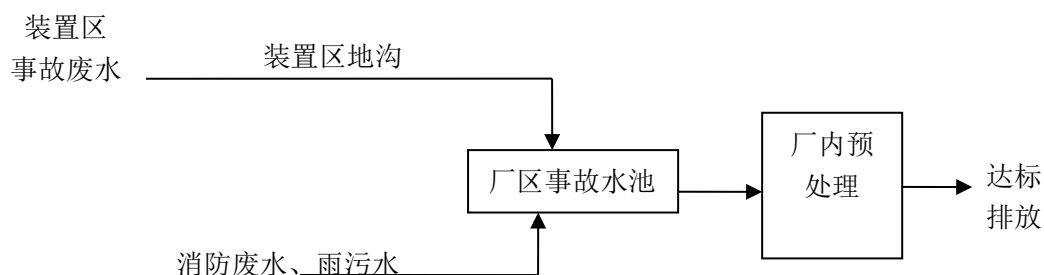 装置区
事故废水
装置区地沟
厂区事故水池
厂内预
处理
达标
排放
消防废水、雨污水